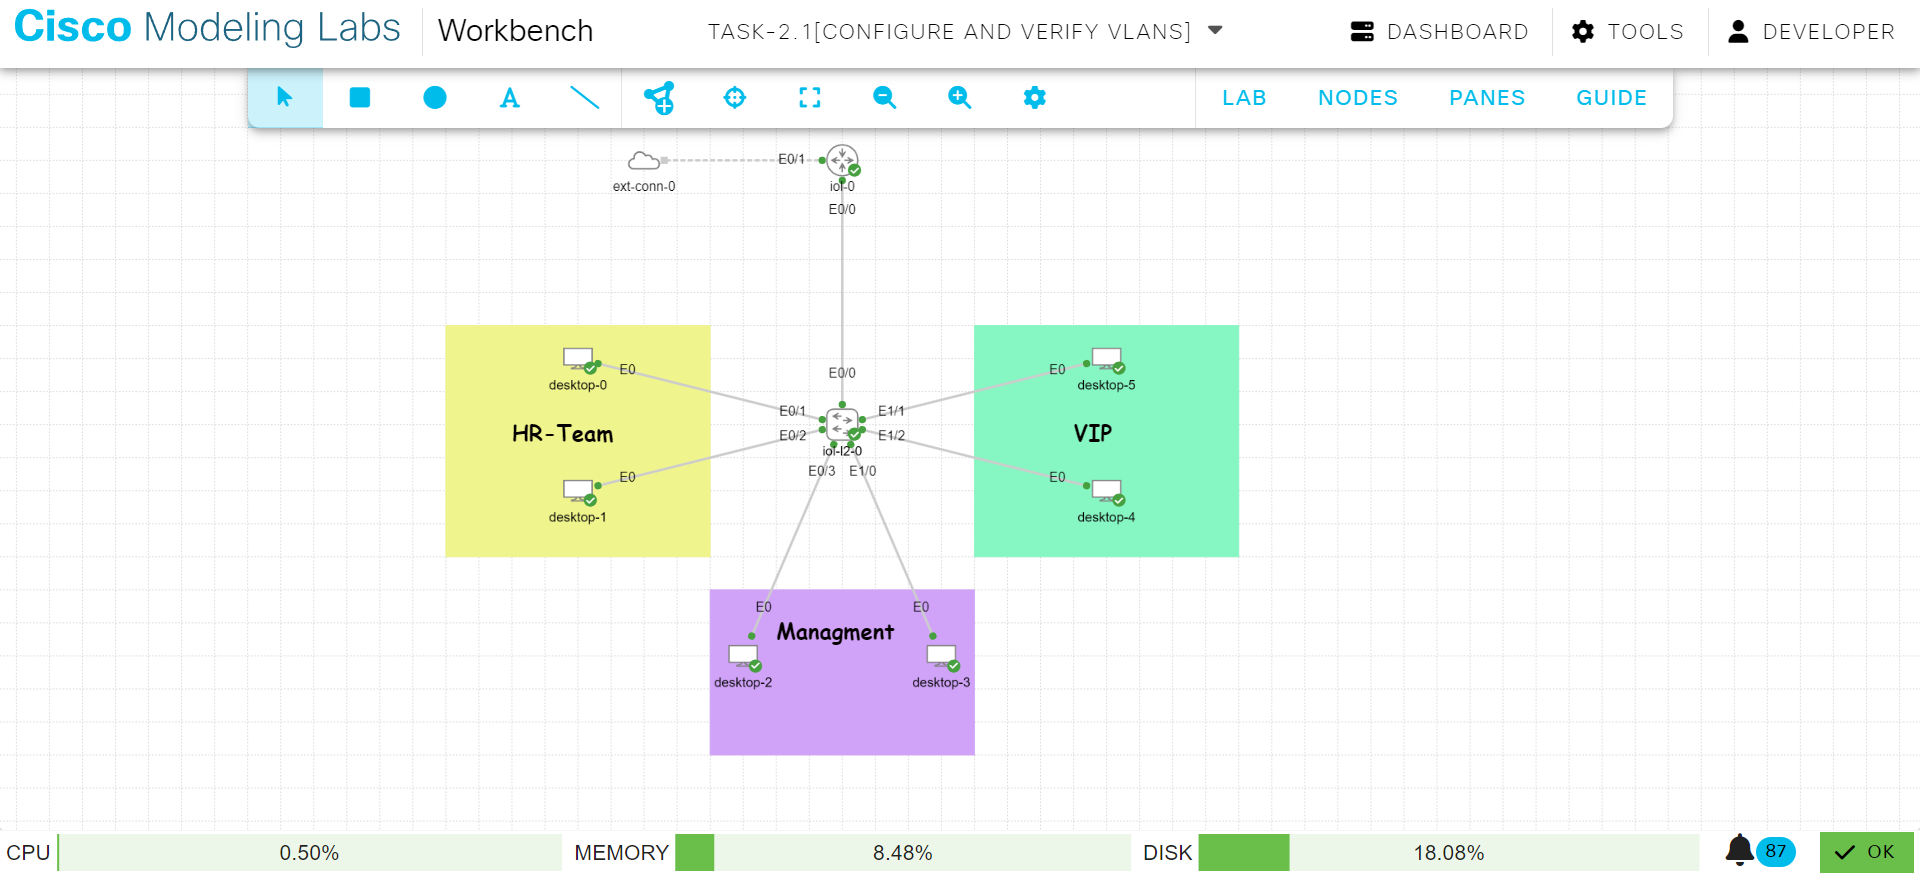 Cisco Modeling Labs Workbench TASK-2.1[CONFIGURE AND VERIFY VLANS] DASHBOARD TOOLS DEVELOPER
A LAB NODES PANES GUIDE
E0/1
ext-conn-0 iol-0
E0/0
E0/0
E0 E0
desktop-0 desktop-5
E0/1 E1/1
HR-Team E0/2 E1/2 VIP
iol-l2-0
E0/3 E1/0
E0 E0
desktop-1 desktop-4
E0 E0
Managment
desktop-2 desktop-3
CPU 0.50% MEMORY 8.48% DISK 18.08% 87 OK